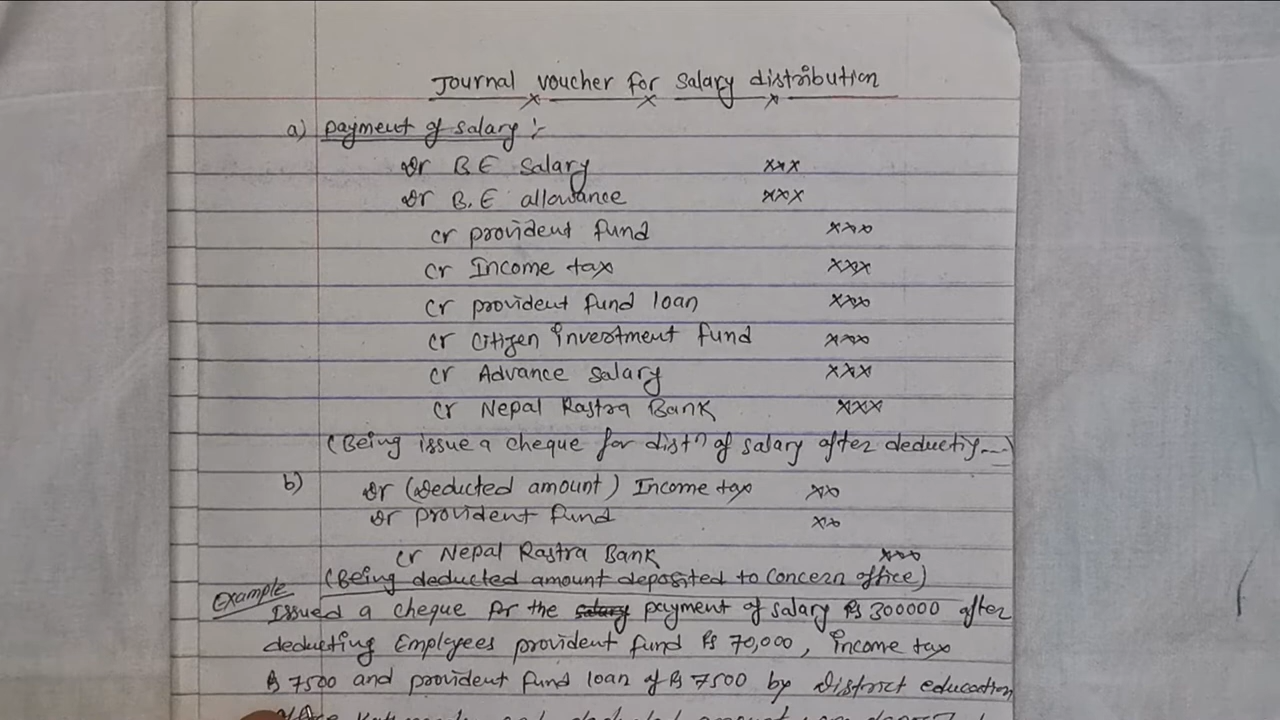 Journal voucher for salary distribution
a) payment of salary :-
Dr B.E salary xxx
Dr B.E allowance xxx
cr provident fund xxx
cr Income tax xxx
cr provident fund loan xxx
cr citizen investment fund xxx
cr Advance salary xxx
cr Nepal Rastra Bank xxx
(Being issue a cheque for distn of salary after deductiy....)
b) Dr (Deducted amount) Income tax xx
Dr provident fund xx
cr Nepal Rastra Bank xxx
(Being deducted amount deposited to concern office)
Example
Issued a cheque for the salary payment of salary Rs 300000 after
deducting Employees provident fund Rs 70,000, income tax
Rs 7500 and provident fund loan of Rs 7500 by District education
and deducted amount